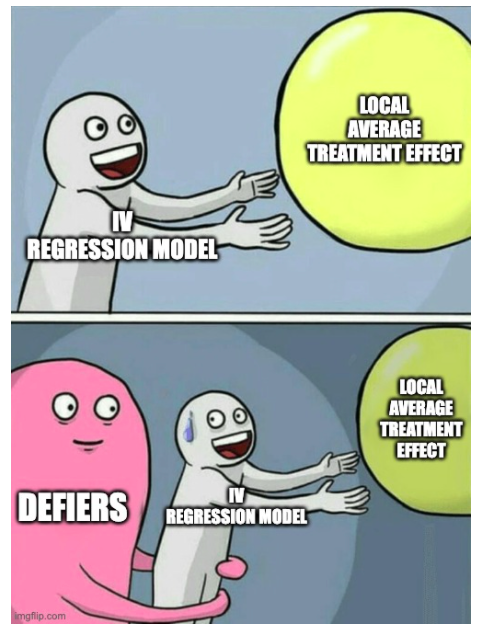 LOCAL
AVERAGE
TREATMENT EFFECT
IV
REGRESSION MODEL
LOCAL
AVERAGE
TREATMENT
EFFECT
DEFIERS
IV
REGRESSION MODEL
imgflip.com